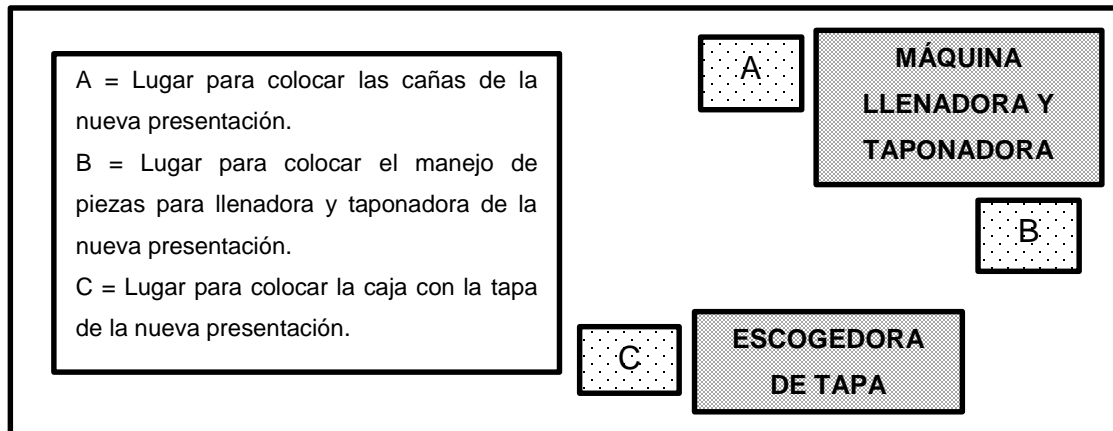 A = Lugar para colocar las cañas de la
nueva presentación.
B = Lugar para colocar el manejo de
piezas para llenadora y taponadora de la
nueva presentación.
C = Lugar para colocar la caja con la tapa
de la nueva presentación.
A
MÁQUINA
LLENADORA Y
TAPONADORA
B
C
ESCOGEDORA
DE TAPA